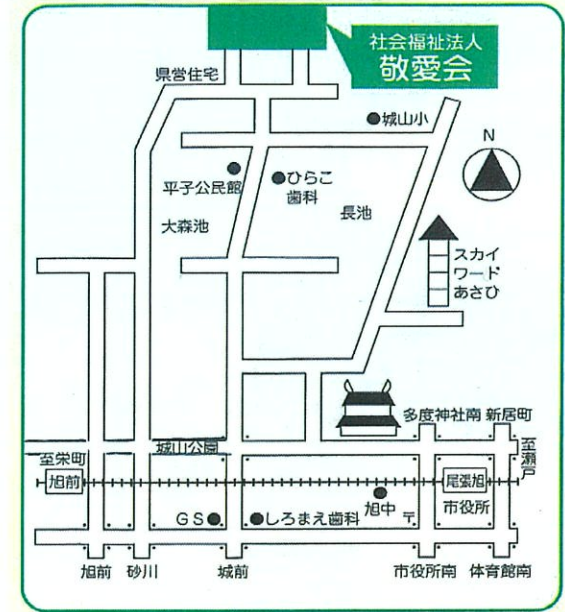 社会福祉法人
敬愛会
県営住宅
城山小
N
平子公民館
ひらこ
歯科
大森池
長池
スカイ
ワード
あさひ
多度神社南 新居町
城山公園
至栄町
至瀬戸
旭前
尾張旭
市役所
旭中
GS
しろまえ歯科
〒
旭前
砂川
城前
市役所南
体育館南